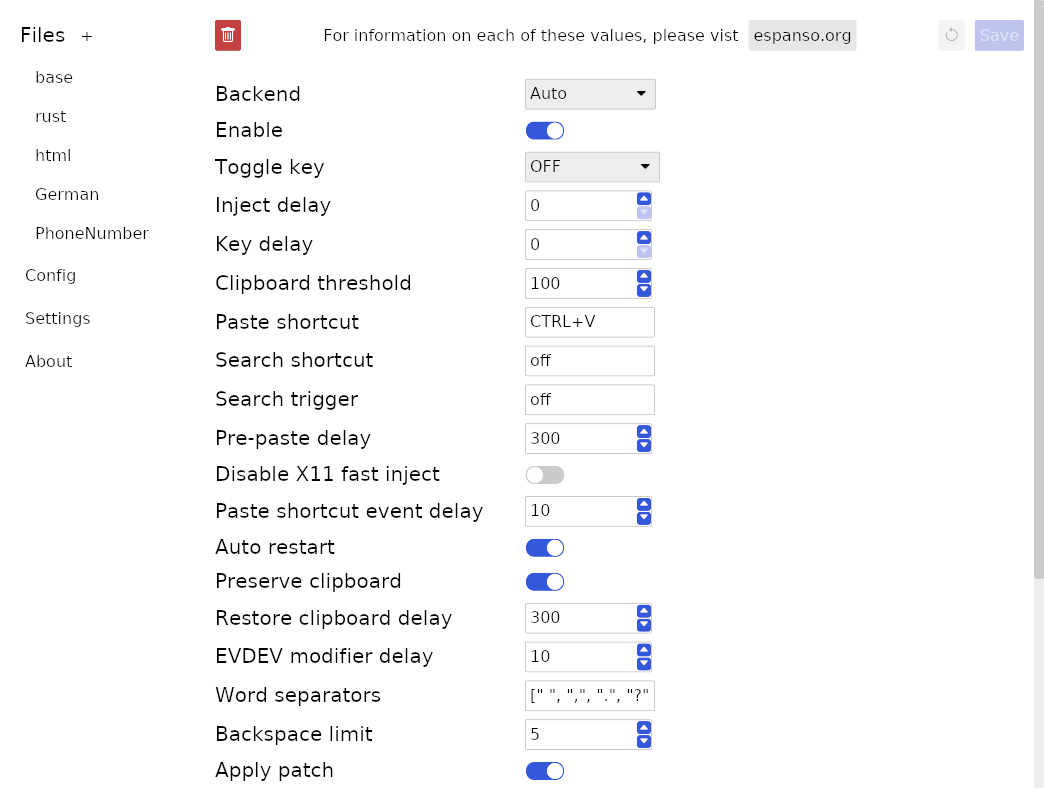 Files +
For information on each of these values, please vist espanso.org
Save
base
rust
html
German
PhoneNumber
Config
Settings
About
Backend Auto
Enable
Toggle key OFF
Inject delay 0
Key delay 0
Clipboard threshold 100
Paste shortcut CTRL+V
Search shortcut off
Search trigger off
Pre-paste delay 300
Disable X11 fast inject
Paste shortcut event delay 10
Auto restart
Preserve clipboard
Restore clipboard delay 300
EVDEV modifier delay 10
Word separators [" ", ",", ".", "?"
Backspace limit 5
Apply patch